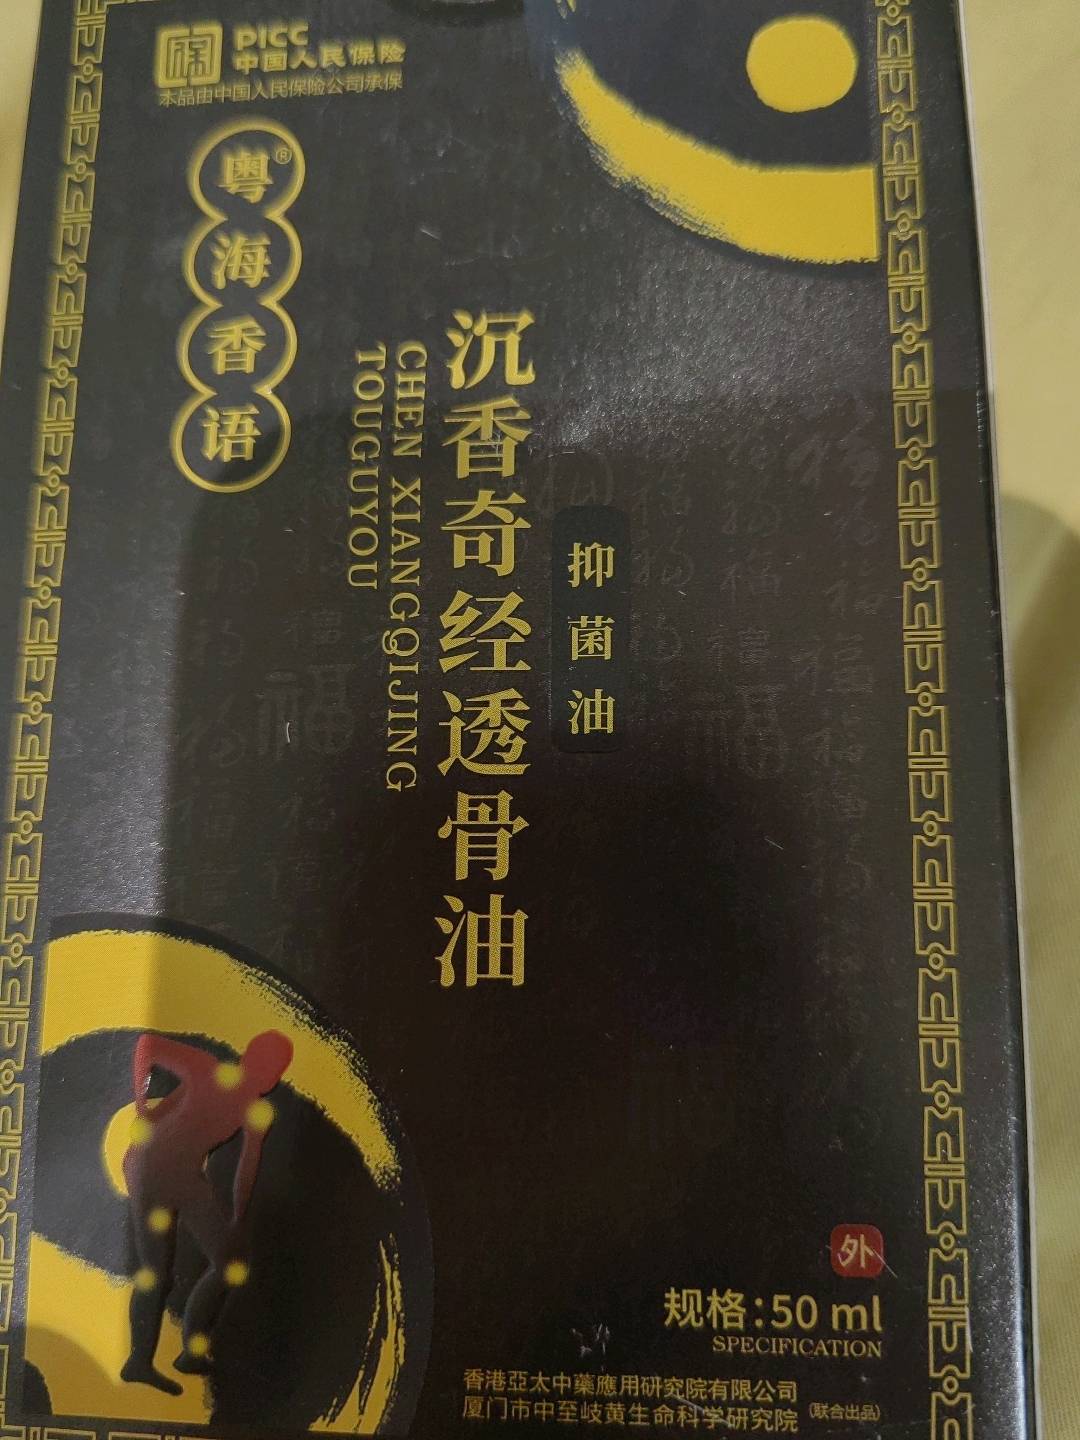 PICC
中国人民保险
本品由中国人民保险公司承保
粤海香语®
沉香奇经透骨油
CHEN XIANGQIJING
TOUGUYOU
抑菌油
外
规格:50 ml
SPECIFICATION
香港亞太中藥應用研究院有限公司
厦门市中至岐黄生命科学研究院
(联合出品)